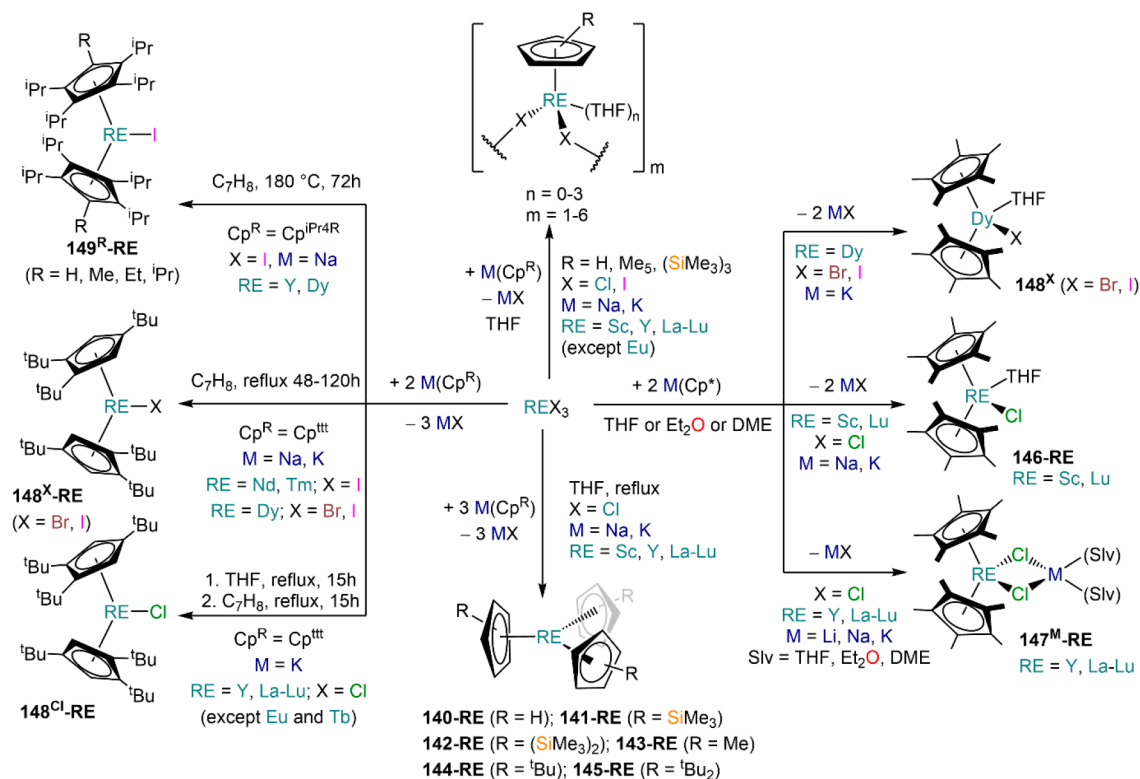 R
iPr
iPr
iPr
iPr
RE
I
iPr
iPr
iPr
iPr
R
149ᴿ-RE
(R = H, Me, Et, ⁱPr)
C₇H₈, 180 °C, 72h
Cpᴿ = Cpⁱᴾʳ⁴ᴿ
X = I, M = Na
RE = Y, Dy
R
RE
(THF)ₙ
X
X
m
n = 0-3
m = 1-6
+ M(Cpᴿ)
– MX
THF
R = H, Me₅, (SiMe₃)₃
X = Cl, I
M = Na, K
RE = Sc, Y, La-Lu
(except Eu)
– 2 MX
RE = Dy
X = Br, I
M = K
THF
Dy
X
148ˣ (X = Br, I)
ᵗBu
ᵗBu
ᵗBu
RE
X
ᵗBu
ᵗBu
ᵗBu
148ˣ-RE
(X = Br, I)
C₇H₈, reflux 48-120h
Cpᴿ = Cpᵗᵗᵗ
M = Na, K
RE = Nd, Tm; X = I
RE = Dy; X = Br, I
+ 2 M(Cpᴿ)
– 3 MX
REX₃
+ 2 M(Cp*)
THF or Et₂O or DME
– 2 MX
RE = Sc, Lu
X = Cl
M = Na, K
THF
RE
Cl
146-RE
RE = Sc, Lu
ᵗBu
ᵗBu
ᵗBu
RE
Cl
ᵗBu
ᵗBu
ᵗBu
148ᶜˡ-RE
1. THF, reflux, 15h
2. C₇H₈, reflux, 15h
Cpᴿ = Cpᵗᵗᵗ
M = K
RE = Y, La-Lu; X = Cl
(except Eu and Tb)
+ 3 M(Cpᴿ)
– 3 MX
THF, reflux
X = Cl
M = Na, K
RE = Sc, Y, La-Lu
R
R
RE
R
140-RE (R = H); 141-RE (R = SiMe₃)
142-RE (R = (SiMe₃)₂); 143-RE (R = Me)
144-RE (R = ᵗBu); 145-RE (R = ᵗBu₂)
– MX
X = Cl
RE = Y, La-Lu
M = Li, Na, K
Slv = THF, Et₂O, DME
RE
Cl
Cl
M
(Slv)
(Slv)
147ᴹ-RE
RE = Y, La-Lu